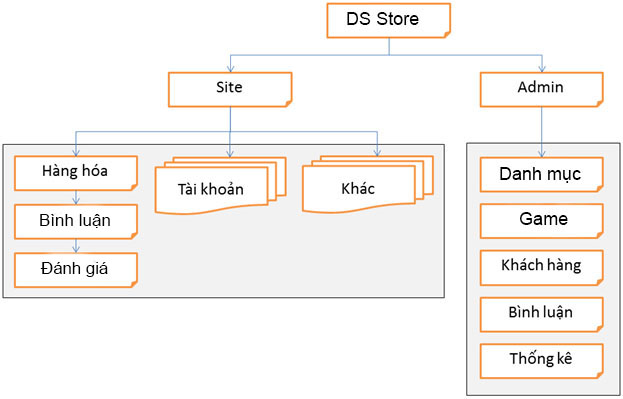 DS Store
Site
Admin
Hàng hóa
Tài khoản
Khác
Bình luận
Đánh giá
Danh mục
Game
Khách hàng
Bình luận
Thống kê